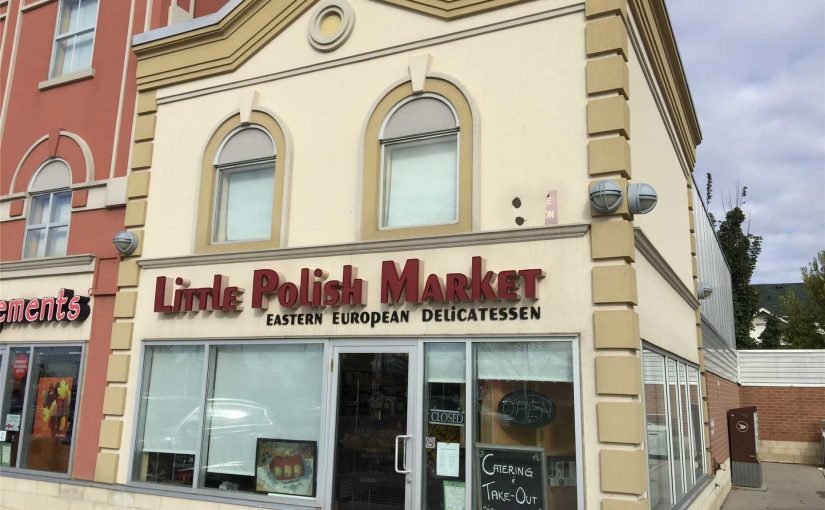 Little Polish Market
EASTERN EUROPEAN DELICATESSEN
ements
CLOSED
OPEN
CATERING
&
TAKE-OUT